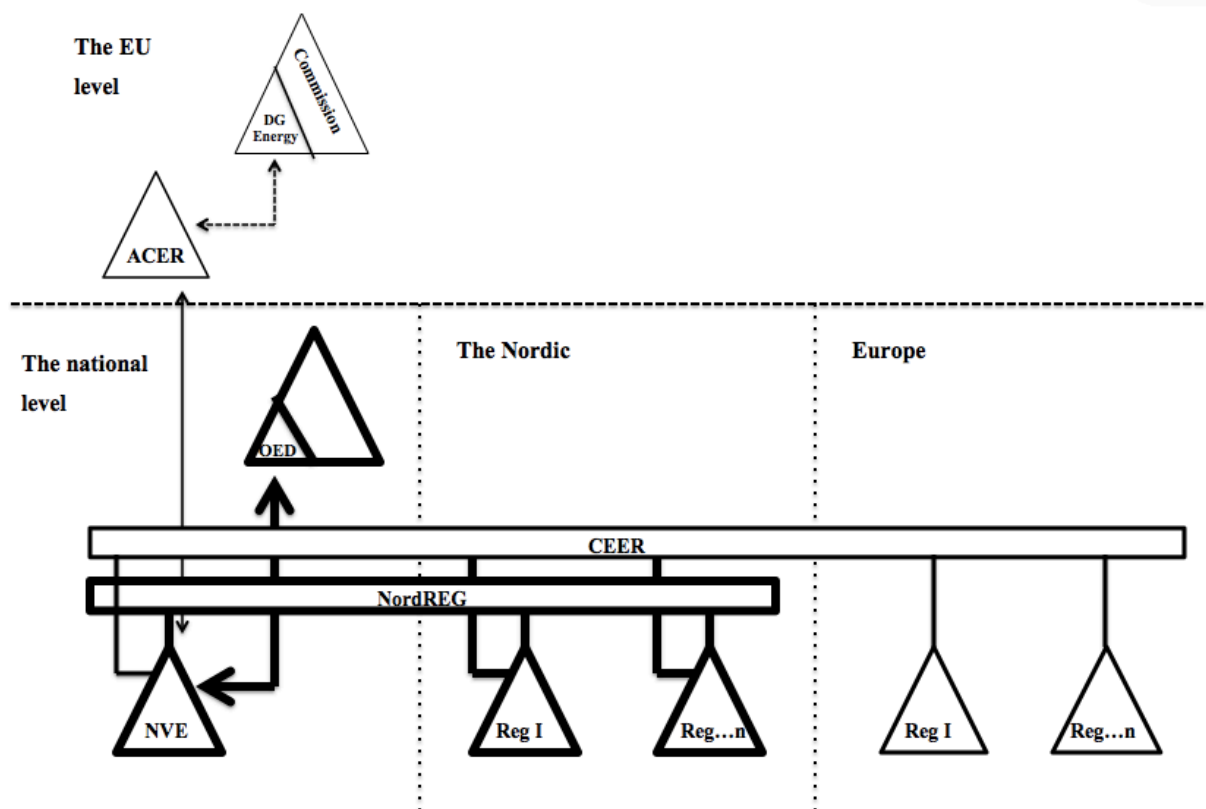 The EU
level
Commission
DG
Energy
ACER
The national
level
The Nordic
Europe
OED
CEER
NordREG
NVE
Reg I
Reg…n
Reg I
Reg…n